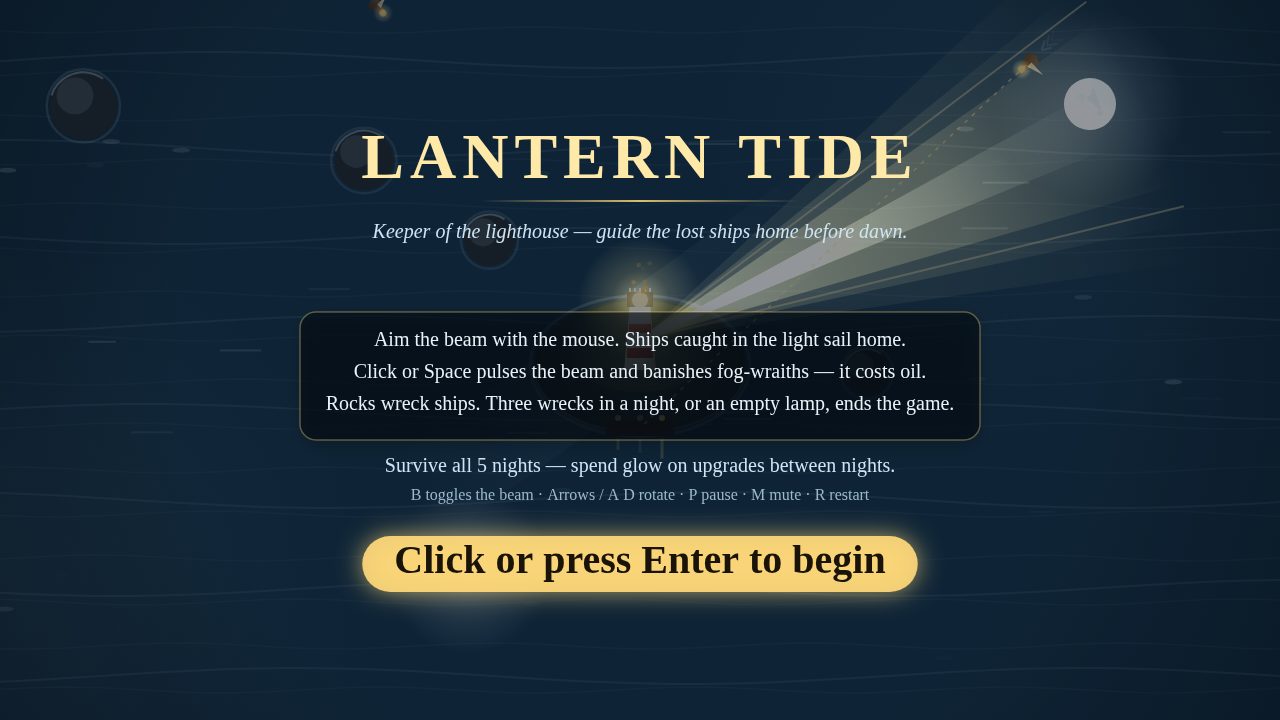 LANTERN TIDE
Keeper of the lighthouse — guide the lost ships home before dawn.
Aim the beam with the mouse. Ships caught in the light sail home.
Click or Space pulses the beam and banishes fog-wraiths — it costs oil.
Rocks wreck ships. Three wrecks in a night, or an empty lamp, ends the game.
Survive all 5 nights — spend glow on upgrades between nights.
B toggles the beam · Arrows / A D rotate · P pause · M mute · R restart
Click or press Enter to begin